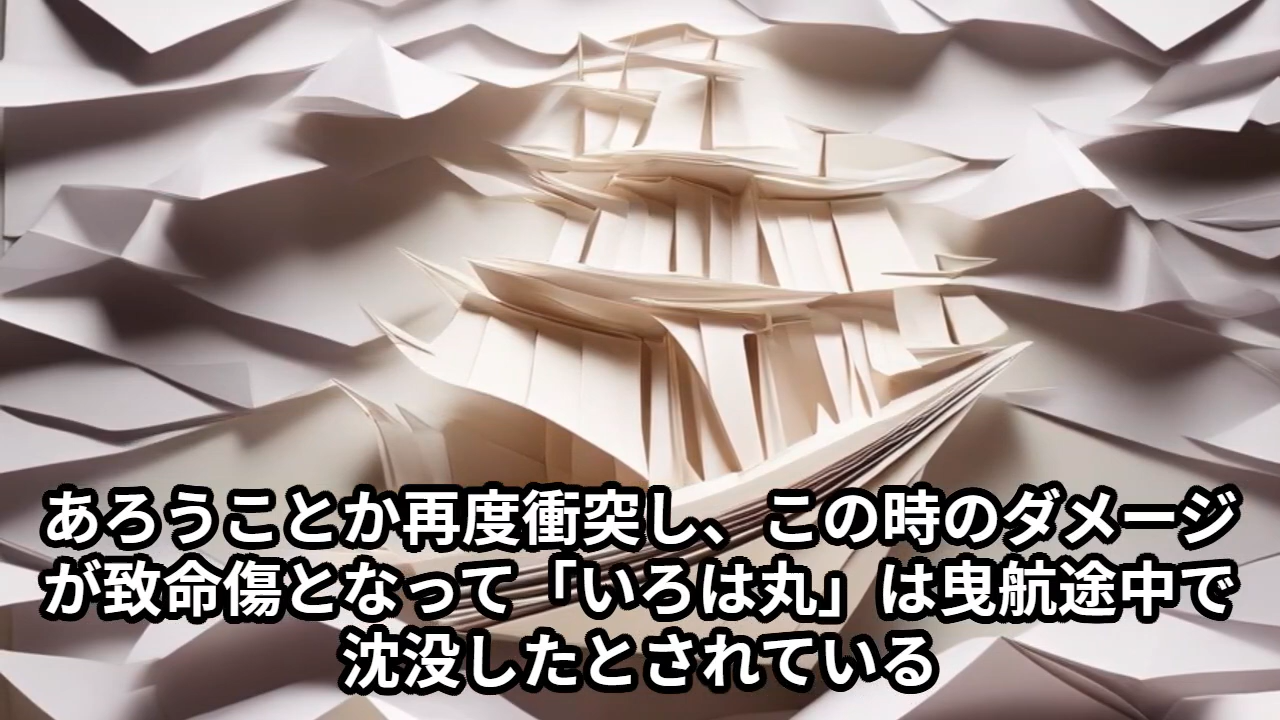 あろうことか再度衝突し、この時のダメージ
が致命傷となって「いろは丸」は曳航途中で
沈没したとされている